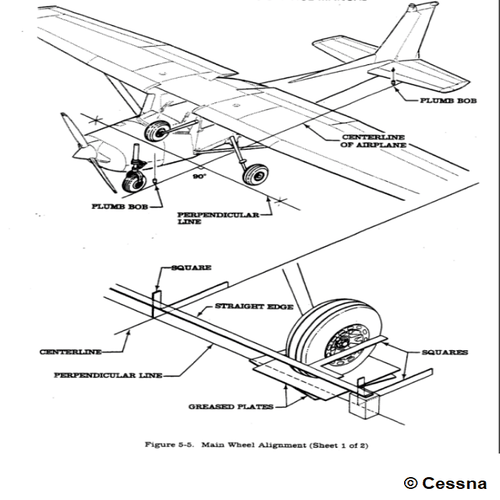 PLUMB BOB
CENTERLINE
OF AIRPLANE
90°
PLUMB BOB
PERPENDICULAR
LINE
SQUARE
STRAIGHT EDGE
CENTERLINE
PERPENDICULAR LINE
SQUARES
GREASED PLATES
Figure 5-5. Main Wheel Alignment (Sheet 1 of 2)
© Cessna